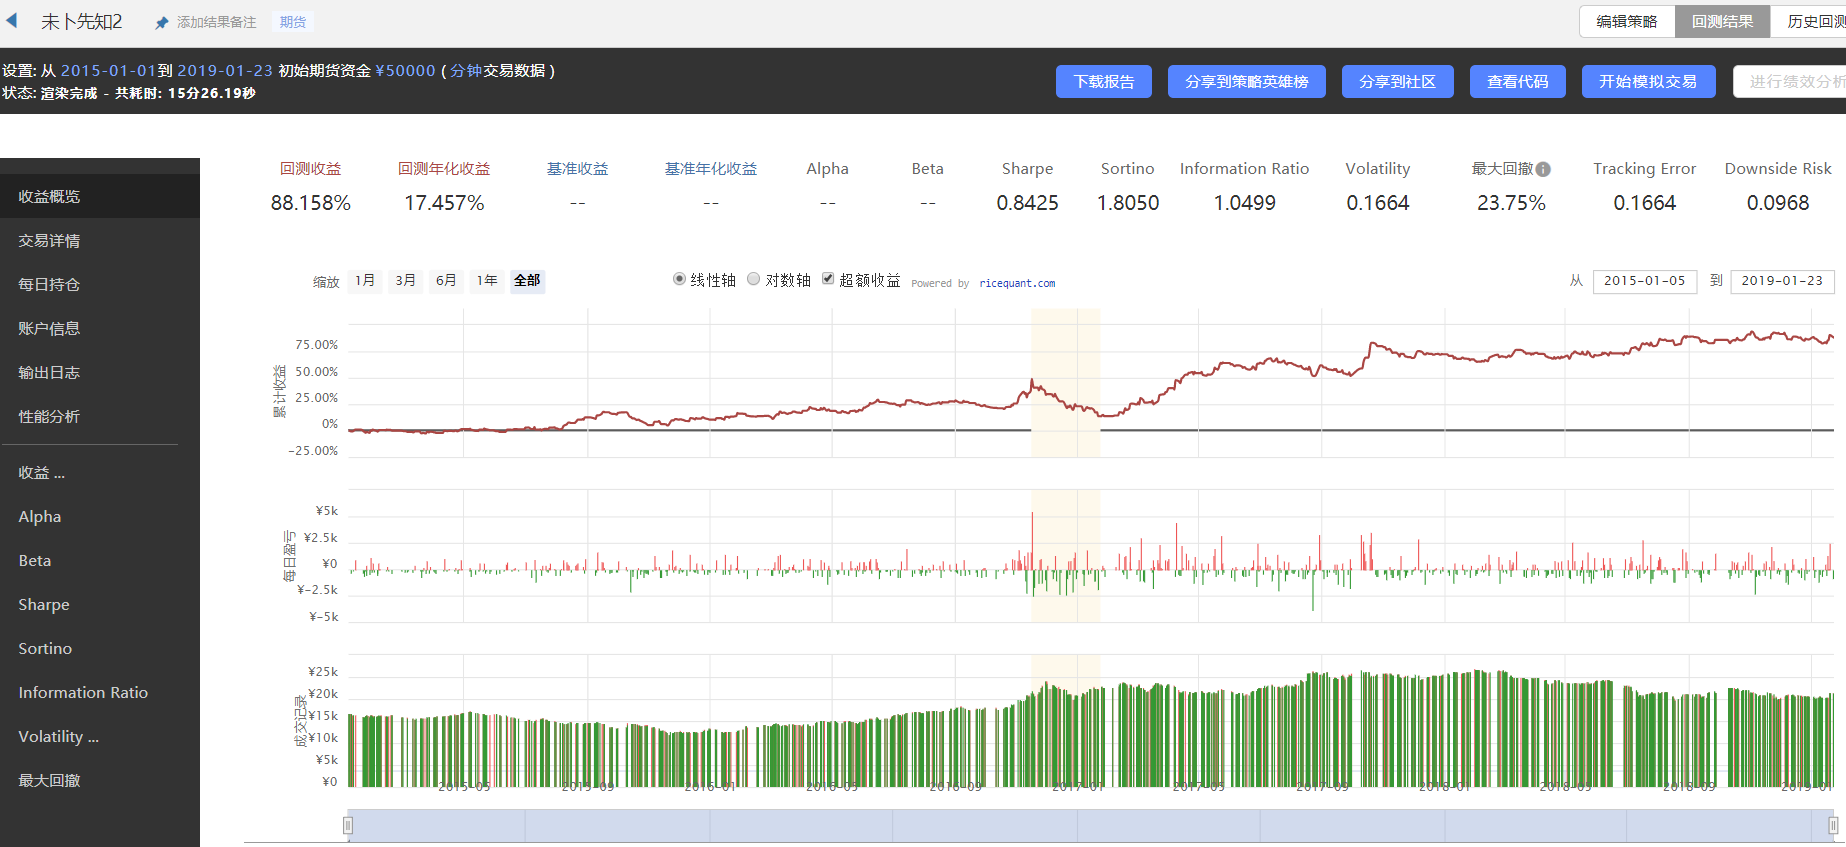 未卜先知2 添加结果备注 期货 编辑策略 回测结果 历史回测
设置: 从 2015-01-01到 2019-01-23 初始期货资金 ¥50000 ( 分钟交易数据 )
状态: 渲染完成 - 共耗时: 15分26.19秒
下载报告 分享到策略英雄榜 分享到社区 查看代码 开始模拟交易 进行绩效分析
收益概览
交易详情
每日持仓
账户信息
输出日志
性能分析
收益 ...
Alpha
Beta
Sharpe
Sortino
Information Ratio
Volatility ...
最大回撤
回测收益 回测年化收益 基准收益 基准年化收益 Alpha Beta Sharpe Sortino Information Ratio Volatility 最大回撤 Tracking Error Downside Risk
88.158% 17.457% -- -- -- -- 0.8425 1.8050 1.0499 0.1664 23.75% 0.1664 0.0968
缩放 1月 3月 6月 1年 全部 线性轴 对数轴 超额收益 Powered by ricequant.com 从 2015-01-05 到 2019-01-23
累计收益
75.00%
50.00%
25.00%
0%
-25.00%
每日盈亏
¥5k
¥2.5k
¥0
¥-2.5k
¥-5k
成交记录
¥25k
¥20k
¥15k
¥10k
¥5k
¥0
2015-05 2015-09 2016-01 2016-05 2016-09 2017-01 2017-05 2017-09 2018-01 2018-05 2018-09 2019-01